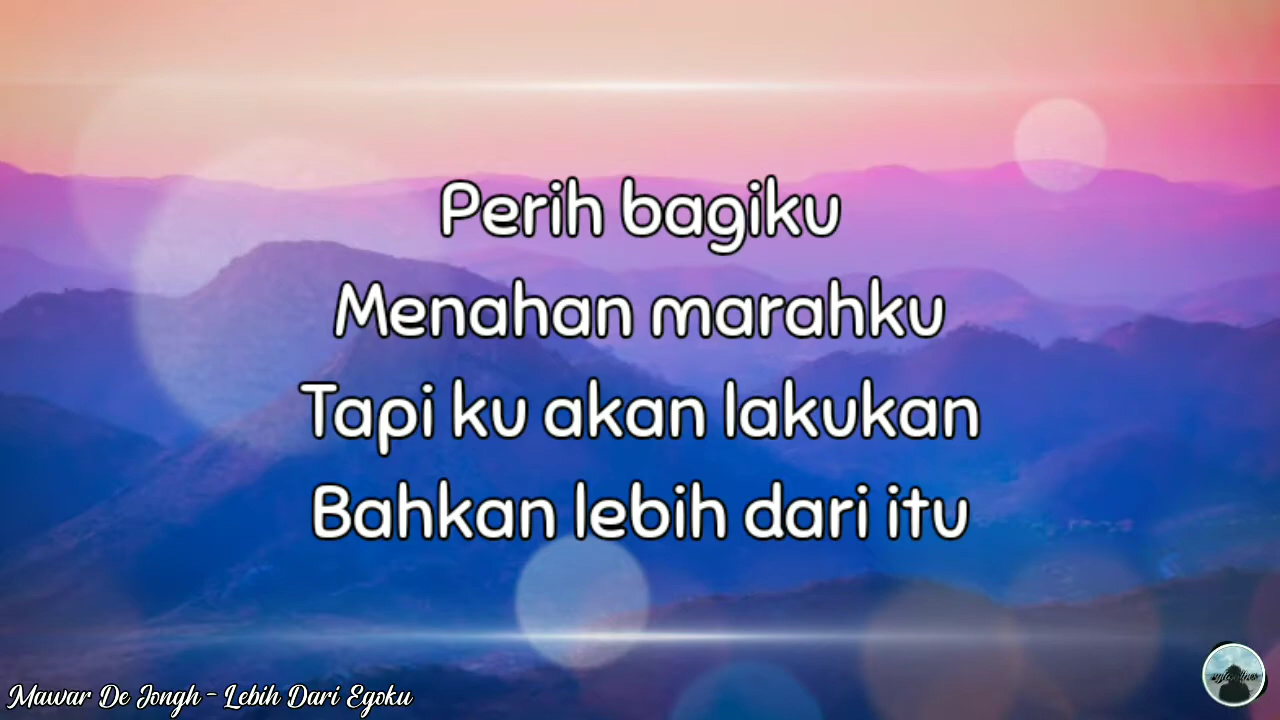 Perih bagiku
Menahan marahku
Tapi ku akan lakukan
Bahkan lebih dari itu
Mawar De Jongh - Lebih Dari Egoku